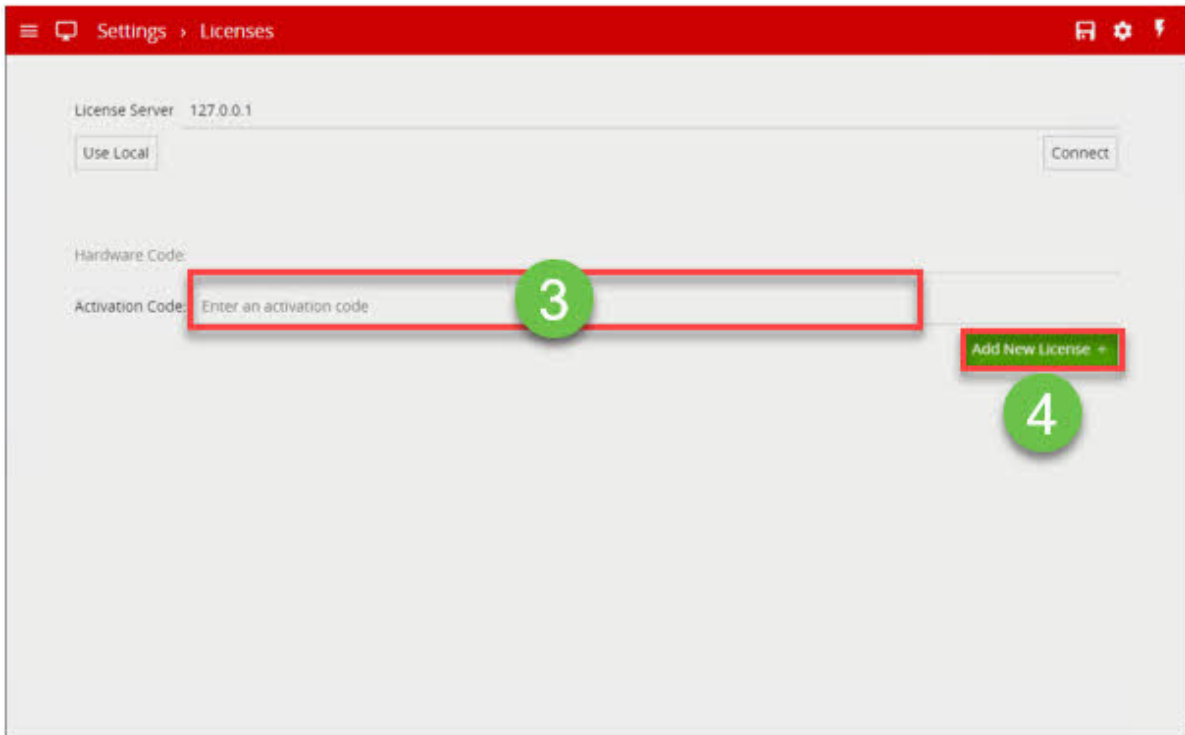 Settings › Licenses
License Server 127.0.0.1
Use Local Connect
Hardware Code:
Activation Code: Enter an activation code
3
Add New License +
4